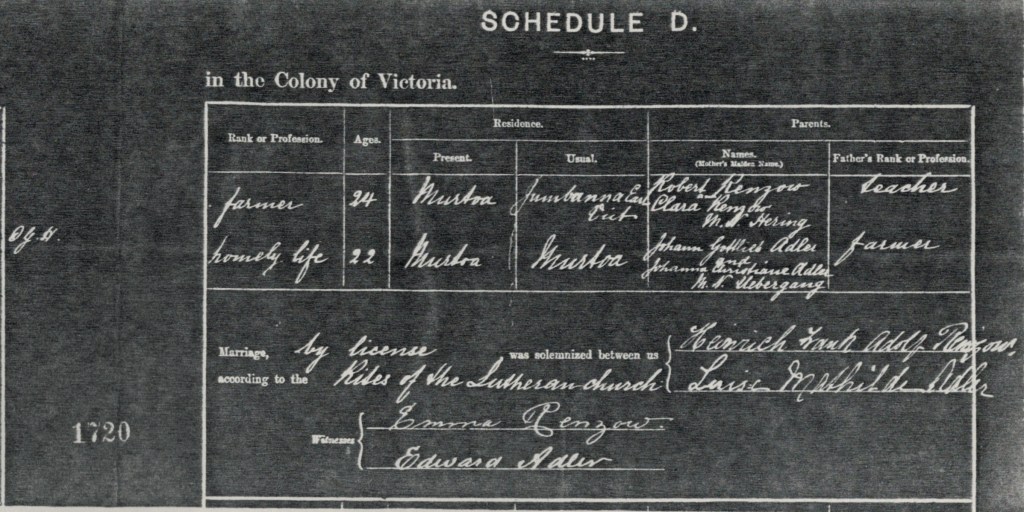 SCHEDULE D.
in the Colony of Victoria.
Rank or Profession. Ages. Residence. Parents.
Present. Usual. Names. Father's Rank or Profession.
(Mother's Maiden Name.)
farmer 24 Murtoa Jumbanna East Robert Renzow teacher
Vict Clara Renzow
M. N. Hering
homely life 22 Murtoa Murtoa Johann Gottlieb Adler farmer
and
Johanna Christiane Adler
M. N. Uebergang
Marriage, by license was solemnized between us Heinrich Frank Adolf Renzow.
according to the Rites of the Lutheran church Luise Mathilde Adler
Witnesses Emma Renzow.
Edward Adler
1720